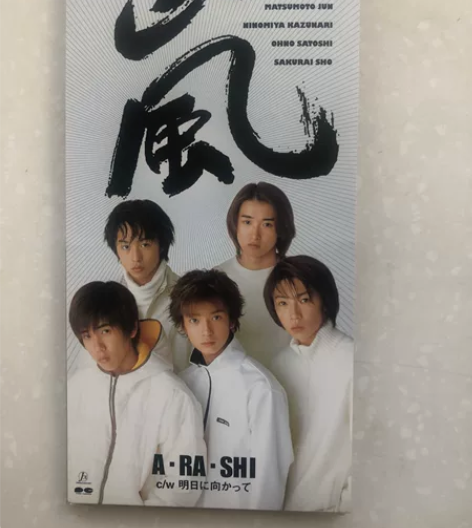 MATSUMOTO JUN
NINOMIYA KAZUNARI
OHNO SATOSHI
SAKURAI SHO
嵐
A・RA・SHI
c/w 明日に向かって